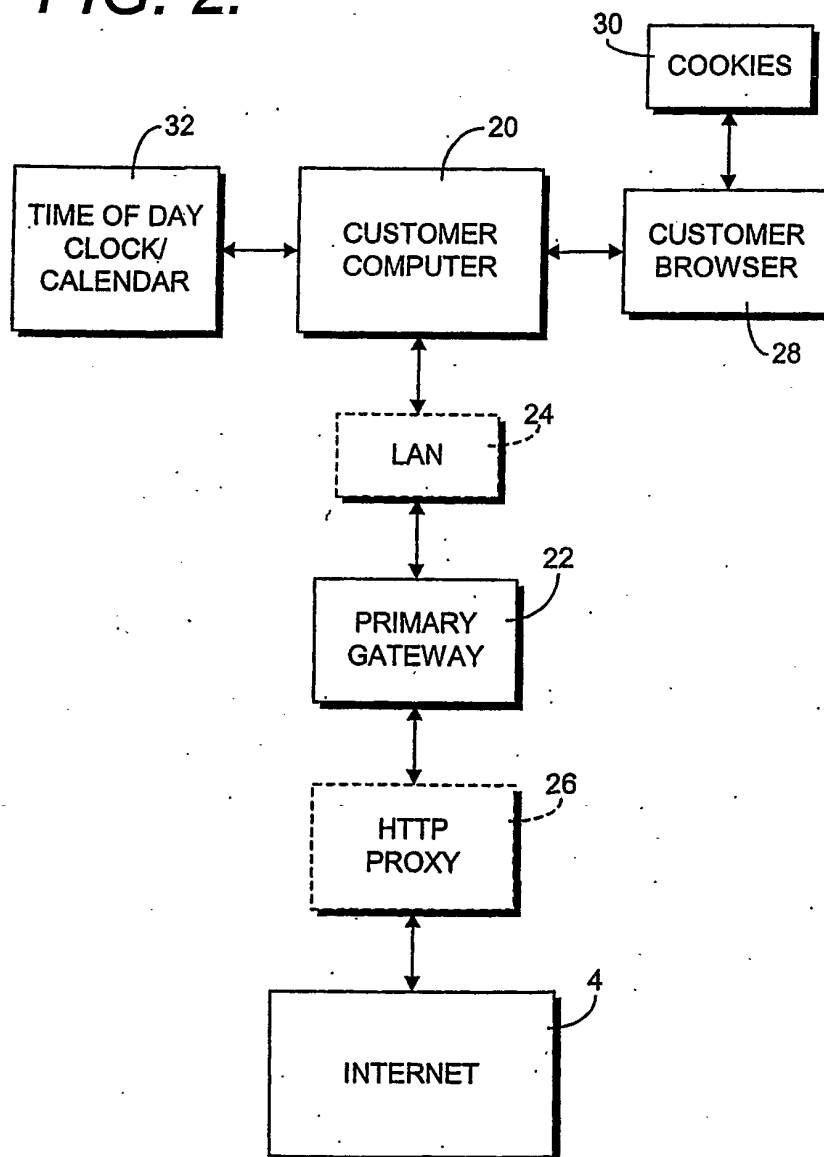 FIG. 2.
30
COOKIES
32
20
TIME OF DAY
CLOCK/
CALENDAR
CUSTOMER
COMPUTER
CUSTOMER
BROWSER
28
24
LAN
22
PRIMARY
GATEWAY
26
HTTP
PROXY
4
INTERNET